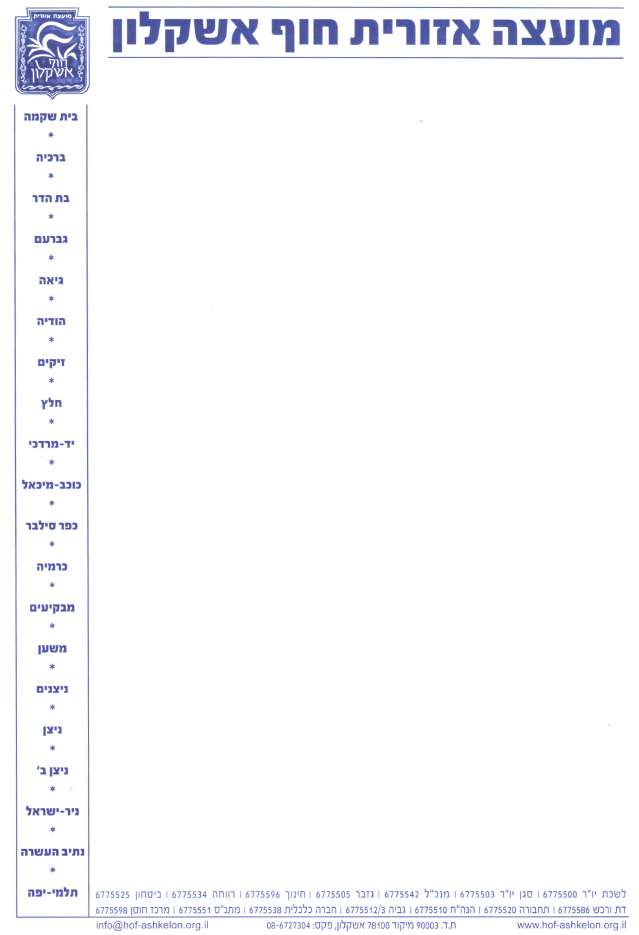 מועצה אזורית
חוף
אשקלון
מועצה אזורית חוף אשקלון
בית שקמה
*
ברכיה
*
בת הדר
*
גברעם
*
גיאה
*
הודיה
*
זיקים
*
חלץ
*
יד-מרדכי
*
כוכב-מיכאל
*
כפר סילבר
*
כרמיה
*
מבקיעים
*
משען
*
ניצנים
*
ניצן
*
ניצן ב'
*
ניר-ישראל
*
נתיב העשרה
*
תלמי-יפה
לשכת יו"ר 6775500 | סגן יו"ר 6775503 | מנכ"ל 6775542 | גזבר 6775505 | חינוך 6775596 | רווחה 6775534 | ביטחון 6775525
דת ורכש 6775586 | תחבורה 6775520 | הנה"ח 6775510 | גביה 6775512/3 | חברה כלכלית 6775538 | מתנ"ס 6775551 | מרכז חוסן 6775598
www.hof-ashkelon.org.il ת.ד. 90003 מיקוד 78100 אשקלון, פקס: 08-6727304 info@hof-ashkelon.org.il